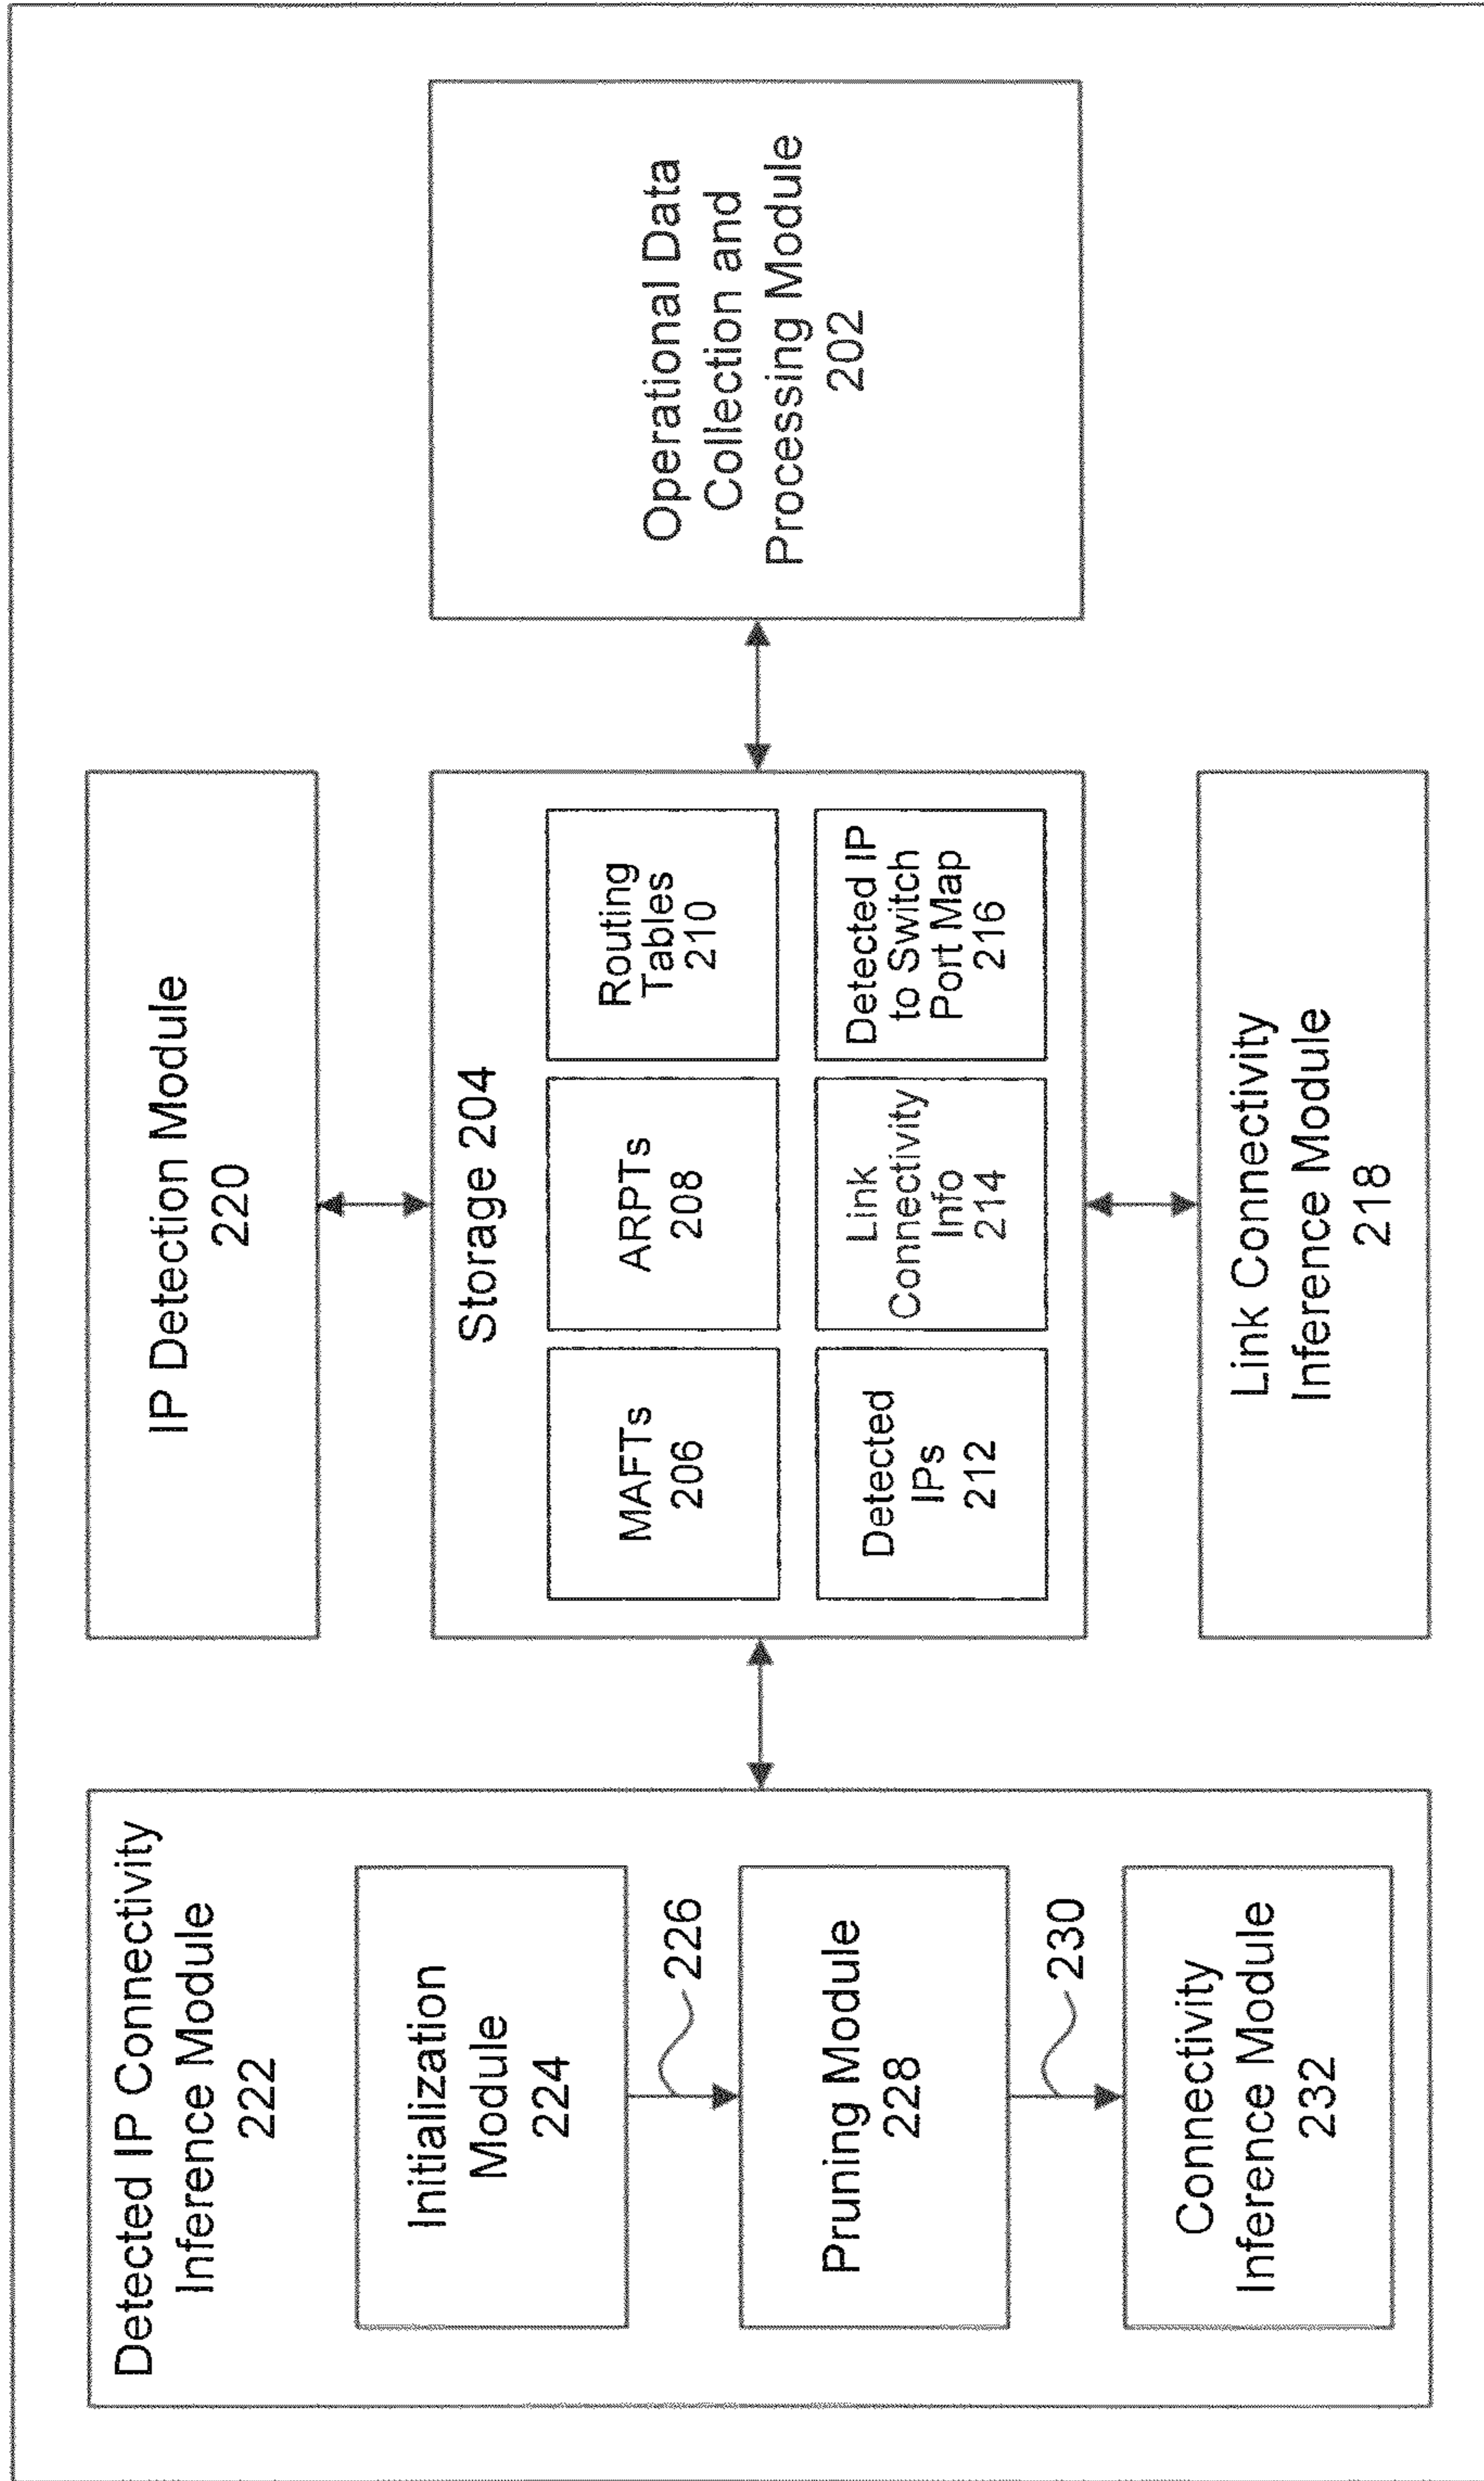 Detected IP Connectivity
Inference Module
222
Initialization
Module
224
226
Pruning Module
228
230
Connectivity
Inference Module
232
IP Detection Module
220
Storage 204
MAFTs
206
ARPTs
208
Routing
Tables
210
Detected
IPs
212
Link
Connectivity
Info
214
Detected IP
to Switch
Port Map
216
Link Connectivity
Inference Module
218
Operational Data
Collection and
Processing Module
202